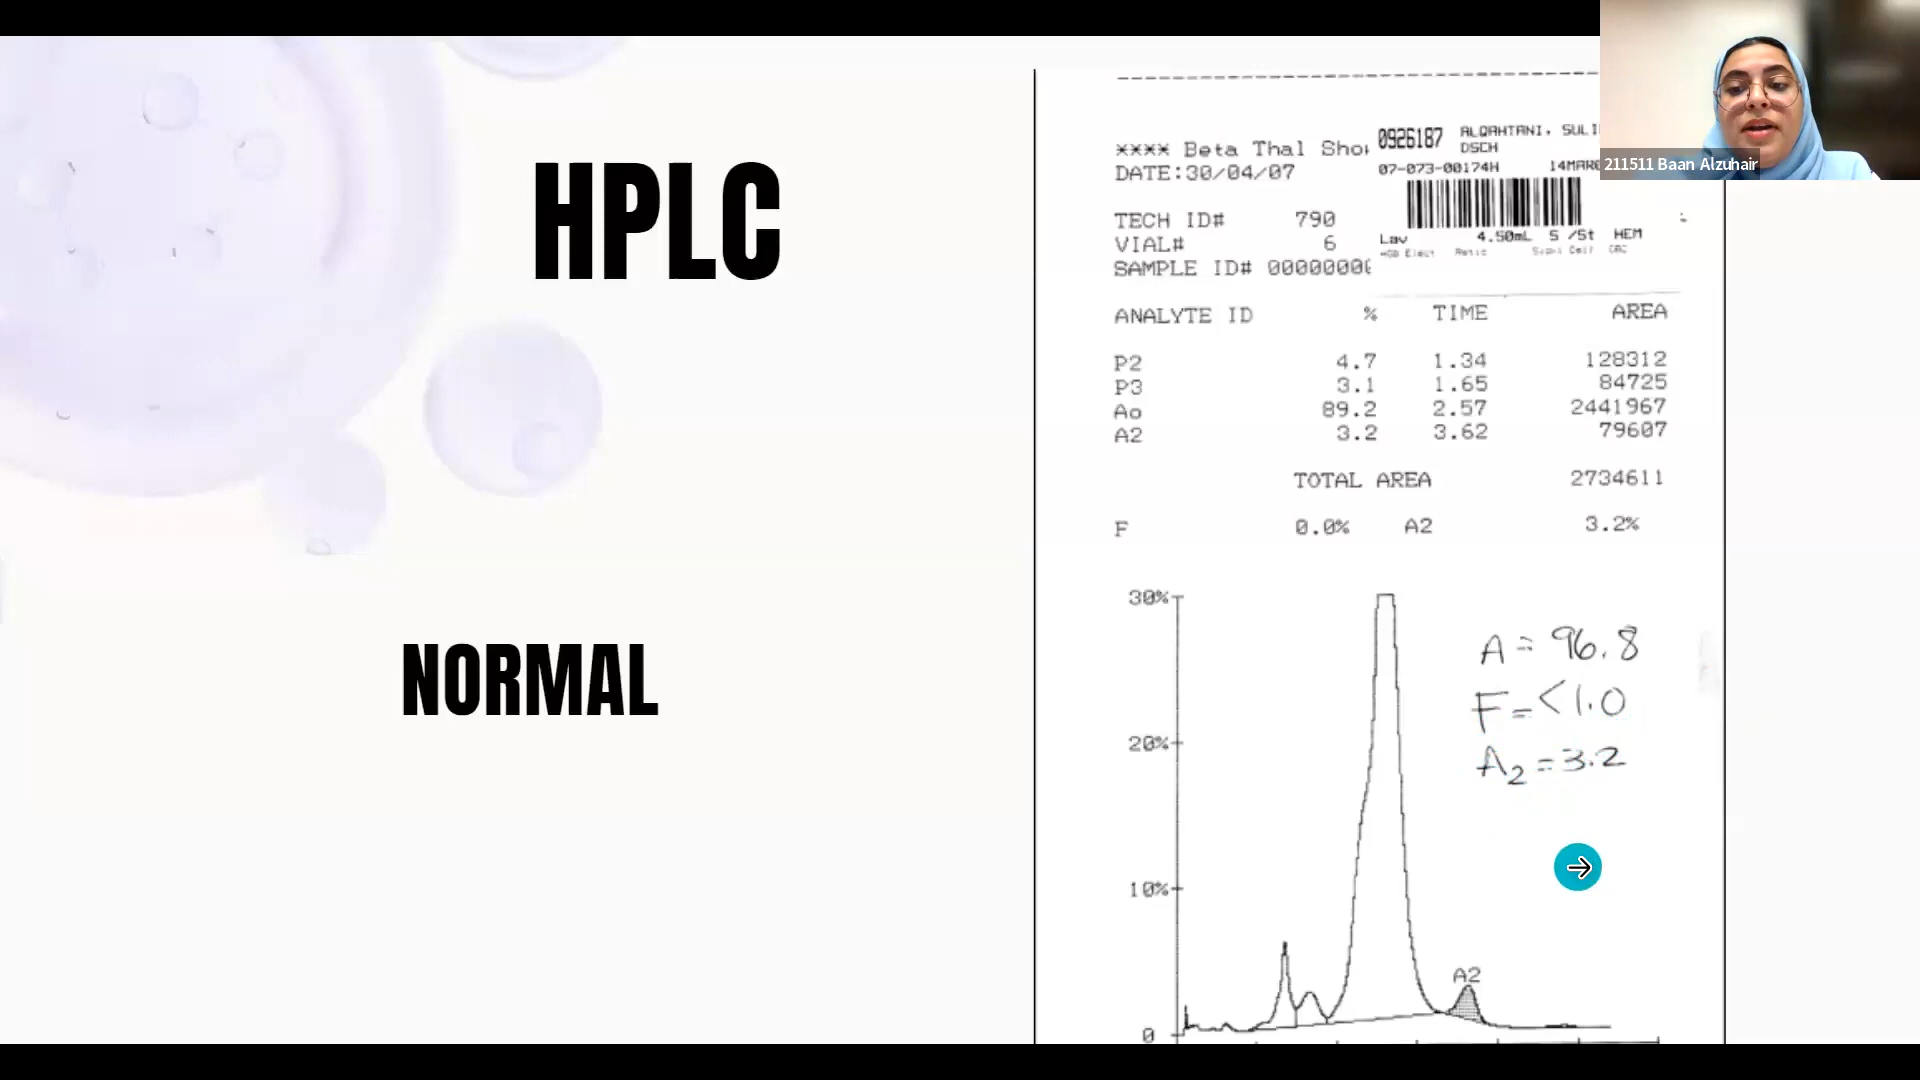 HPLC
NORMAL
**** Beta Thal Sho
DATE:30/04/07
TECH ID# 790
VIAL# 6
SAMPLE ID# 0000000
0926187 ALQAHTANI, SULI
DSCH
07-073-00174H 14MAR
Lav 4.50mL 5 /St HEM
ANALYTE ID % TIME AREA
P2 4.7 1.34 128312
P3 3.1 1.65 84725
Ao 89.2 2.57 2441967
A2 3.2 3.62 79607
TOTAL AREA 2734611
F 0.0% A2 3.2%
30%
20%
10%
0
A2
A = 96.8
F = <1.0
A2 = 3.2
211511 Baan Alzuhair